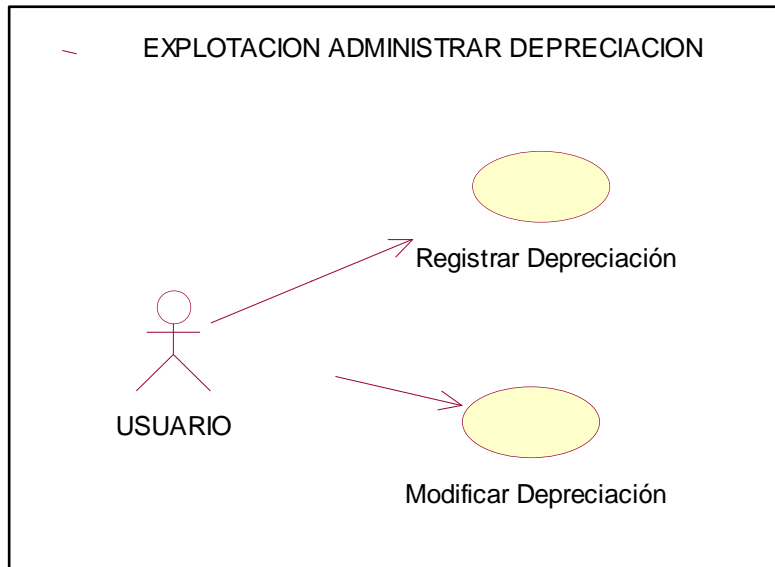 EXPLOTACION ADMINISTRAR DEPRECIACION
Registrar Depreciación
USUARIO
Modificar Depreciación